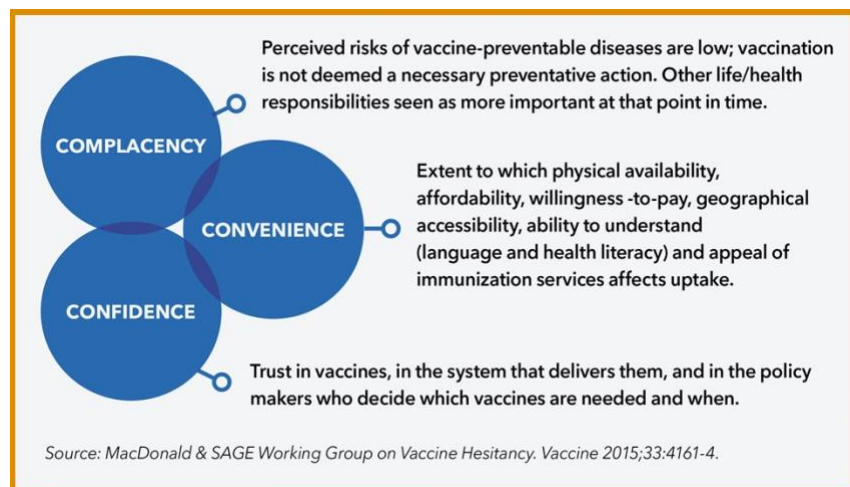 Perceived risks of vaccine-preventable diseases are low; vaccination
is not deemed a necessary preventative action. Other life/health
responsibilities seen as more important at that point in time.
COMPLACENCY
Extent to which physical availability,
affordability, willingness -to-pay, geographical
accessibility, ability to understand
(language and health literacy) and appeal of
immunization services affects uptake.
CONVENIENCE
CONFIDENCE
Trust in vaccines, in the system that delivers them, and in the policy
makers who decide which vaccines are needed and when.
Source: MacDonald & SAGE Working Group on Vaccine Hesitancy. Vaccine 2015;33:4161-4.